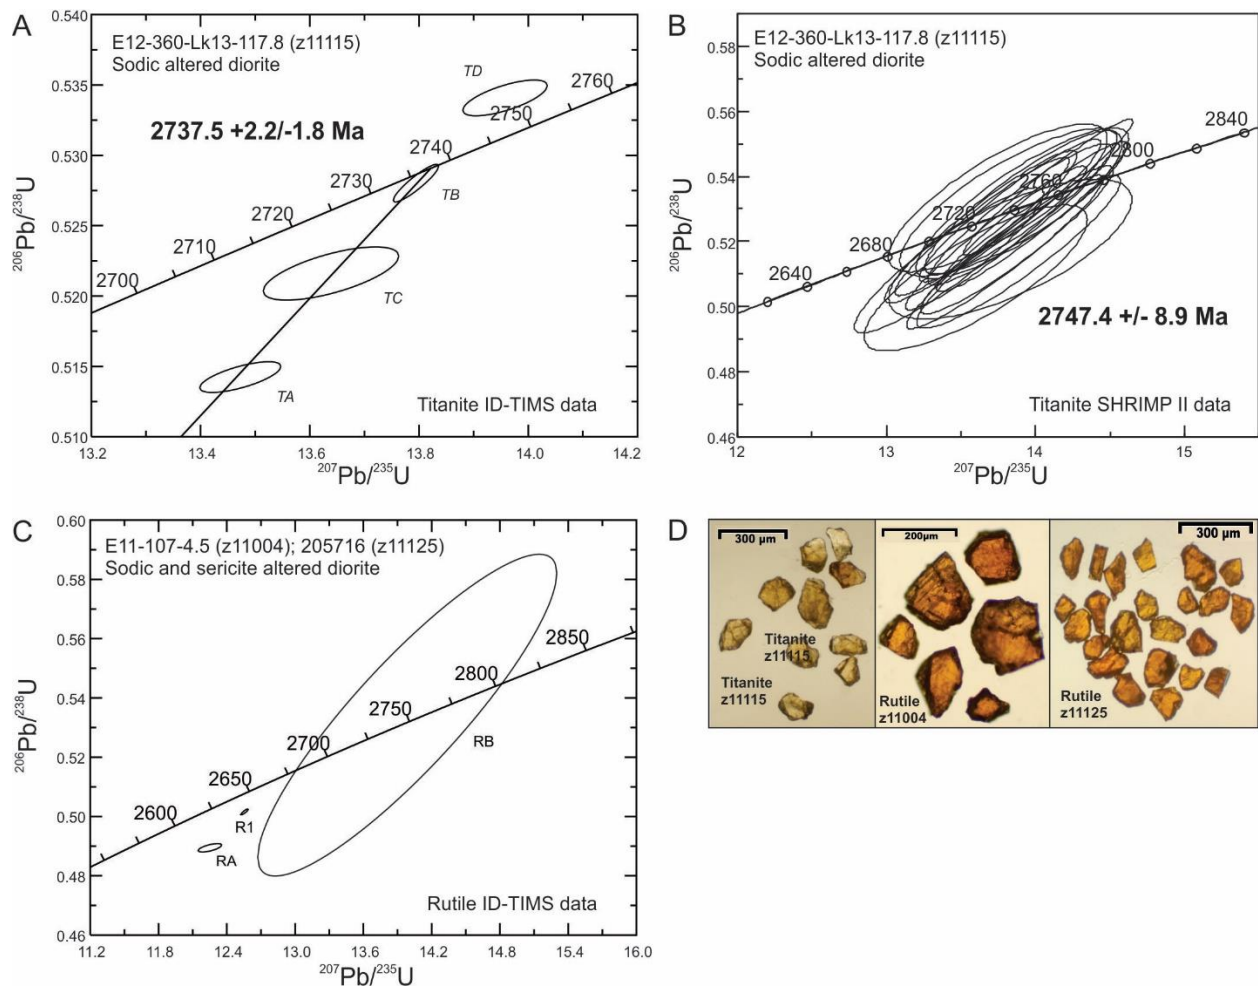 A
E12-360-Lk13-117.8 (z11115)
Sodic altered diorite
2737.5 +2.2/-1.8 Ma
TD
2760
2750
2740
2730
2720
2710
2700
TB
TC
TA
Titanite ID-TIMS data
0.540
0.535
0.530
0.525
0.520
0.515
0.510
206Pb/238U
13.2
13.4
13.6
13.8
14.0
14.2
207Pb/235U
B
E12-360-Lk13-117.8 (z11115)
Sodic altered diorite
2840
2800
2760
2720
2680
2640
2747.4 +/- 8.9 Ma
Titanite SHRIMP II data
0.58
0.56
0.54
0.52
0.50
0.48
0.46
206Pb/238U
12
13
14
15
207Pb/235U
C
E11-107-4.5 (z11004); 205716 (z11125)
Sodic and sericite altered diorite
2850
2800
2750
2700
2650
2600
RB
R1
RA
Rutile ID-TIMS data
0.60
0.58
0.56
0.54
0.52
0.50
0.48
0.46
206Pb/238U
11.2
11.8
12.4
13.0
13.6
14.2
14.8
15.4
16.0
207Pb/235U
D
300 µm
Titanite
z11115
Titanite
z11115
200µm
Rutile
z11004
300 µm
Rutile
z11125